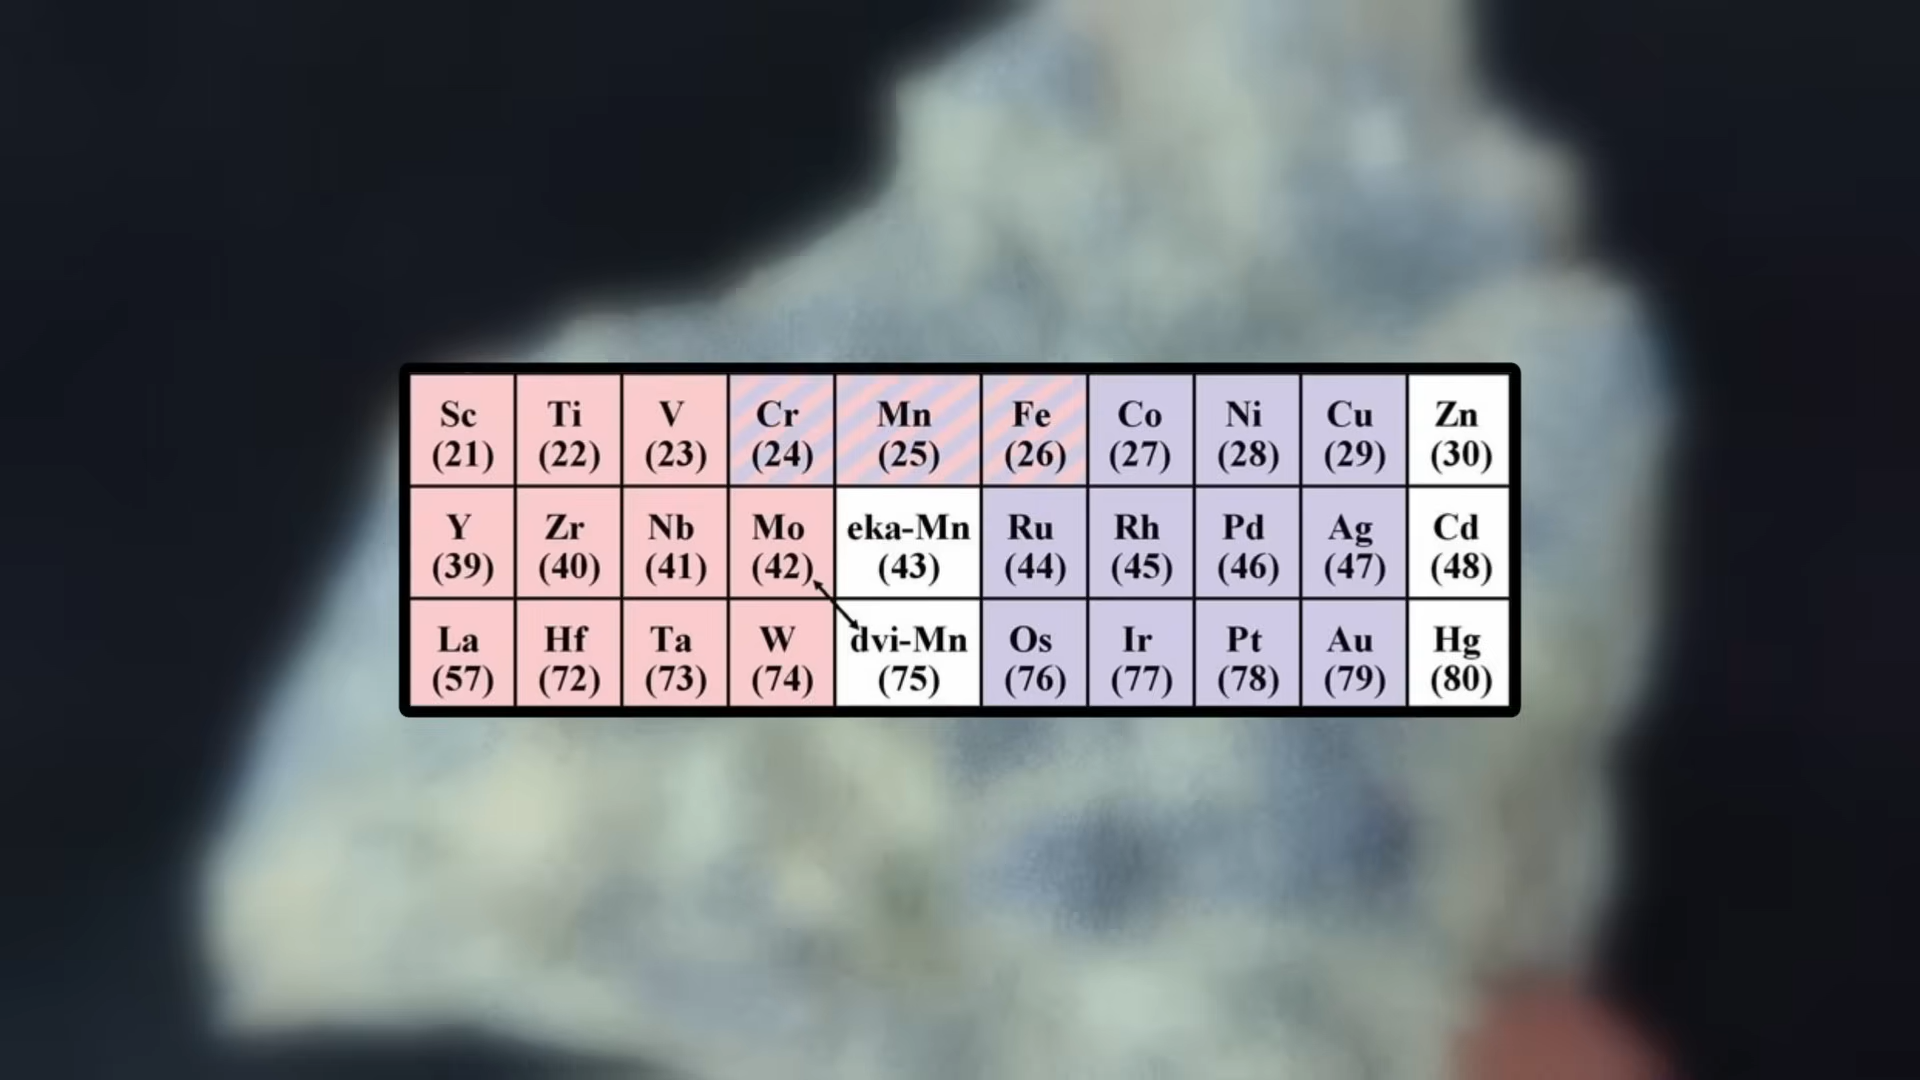 Sc Ti V Cr Mn Fe Co Ni Cu Zn
(21) (22) (23) (24) (25) (26) (27) (28) (29) (30)
Y Zr Nb Mo eka-Mn Ru Rh Pd Ag Cd
(39) (40) (41) (42) (43) (44) (45) (46) (47) (48)
La Hf Ta W dvi-Mn Os Ir Pt Au Hg
(57) (72) (73) (74) (75) (76) (77) (78) (79) (80)